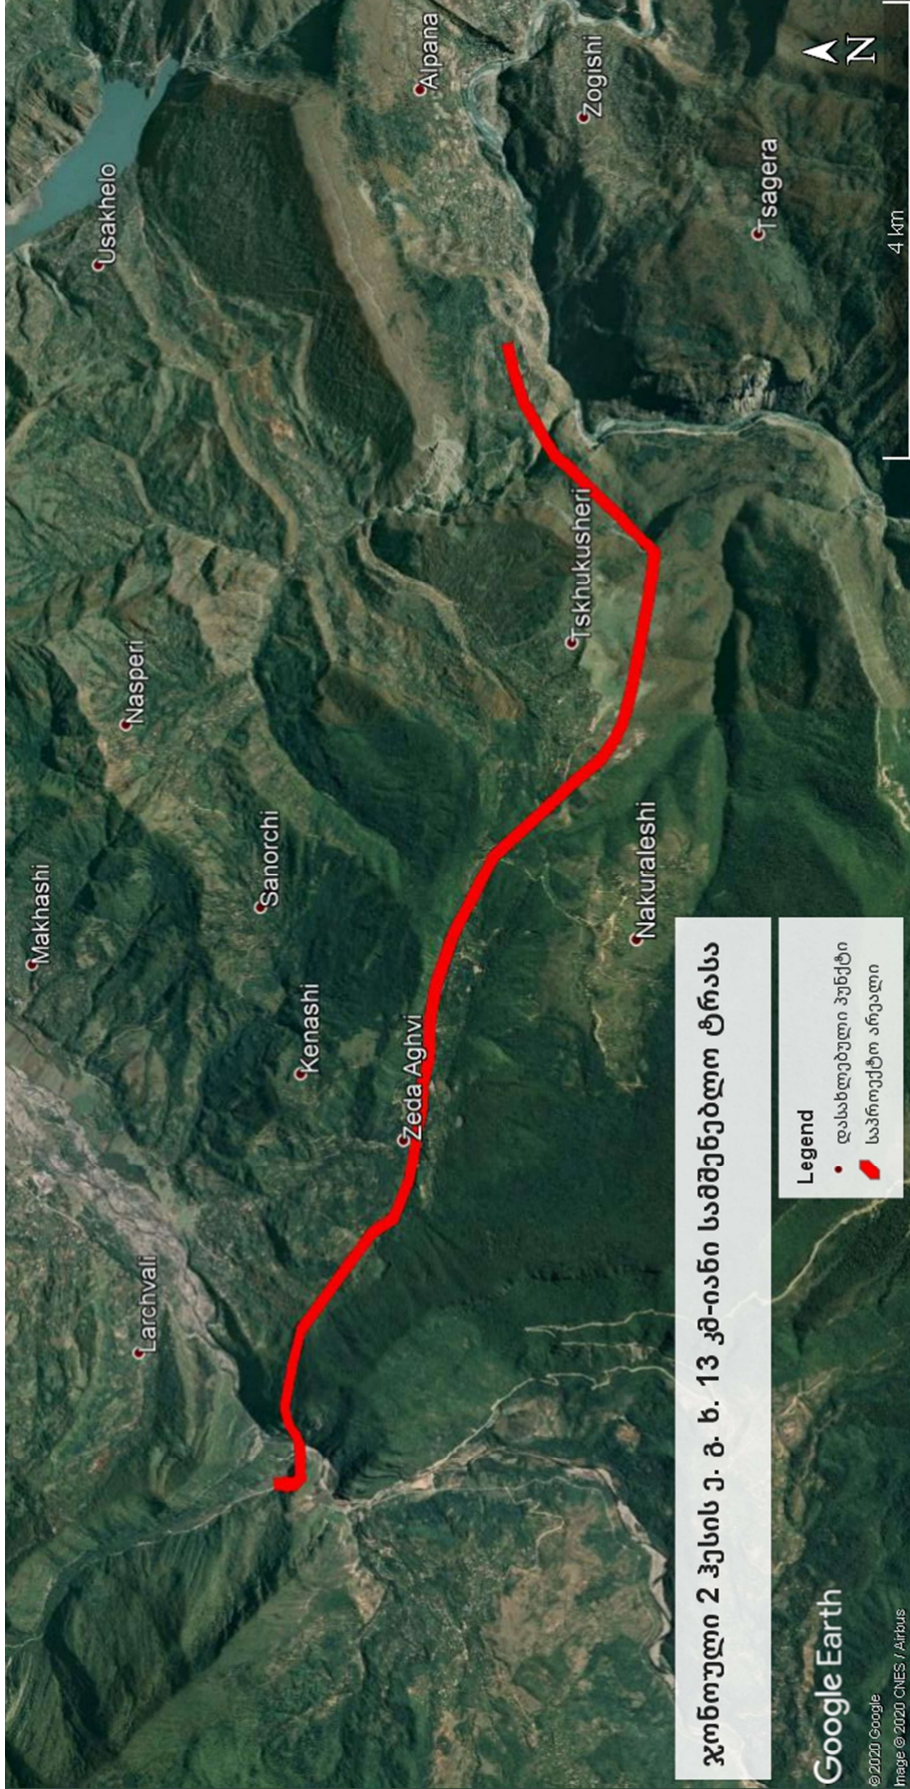 Usakhelo
Alpana
Zogishi
Tsagera
N
Makhashi
Nasperi
Sanorchi
Kenashi
Tskhukusheri
Larchvali
Zeda Aghvi
Nakuraleshi
ჯონოული 2 ჰესის ე. გ. ხ. 13 კმ-იანი სამშენებლო ტრასა
Legend
დასახლებული პუნქტი
საპროექტო არეალი
Google Earth
©2020 Google
Image © 2020 CNES / Airbus
4 km